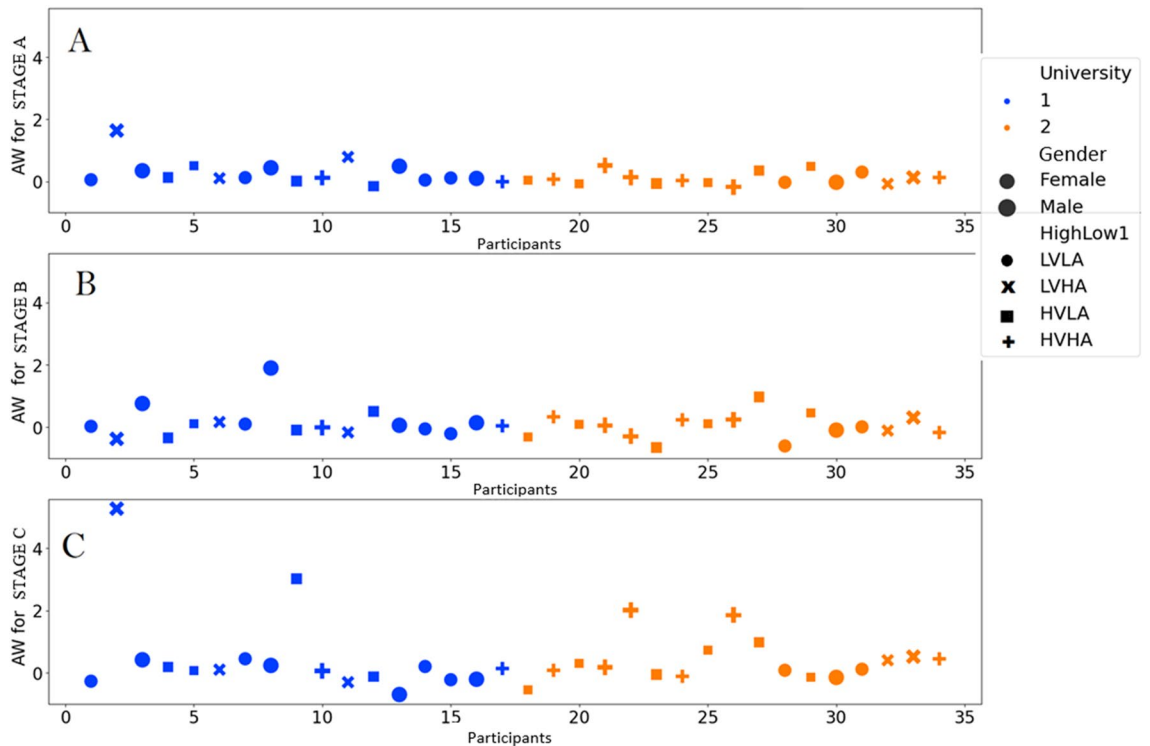 A
AW for STAGE A
4
2
0
0 5 10 15 20 25 30 35
Participants
B
AW for STAGE B
4
2
0
0 5 10 15 20 25 30 35
Participants
C
AW for STAGE C
4
2
0
0 5 10 15 20 25 30 35
Participants
University
1
2
Gender
Female
Male
HighLow1
LVLA
LVHA
HVLA
HVHA